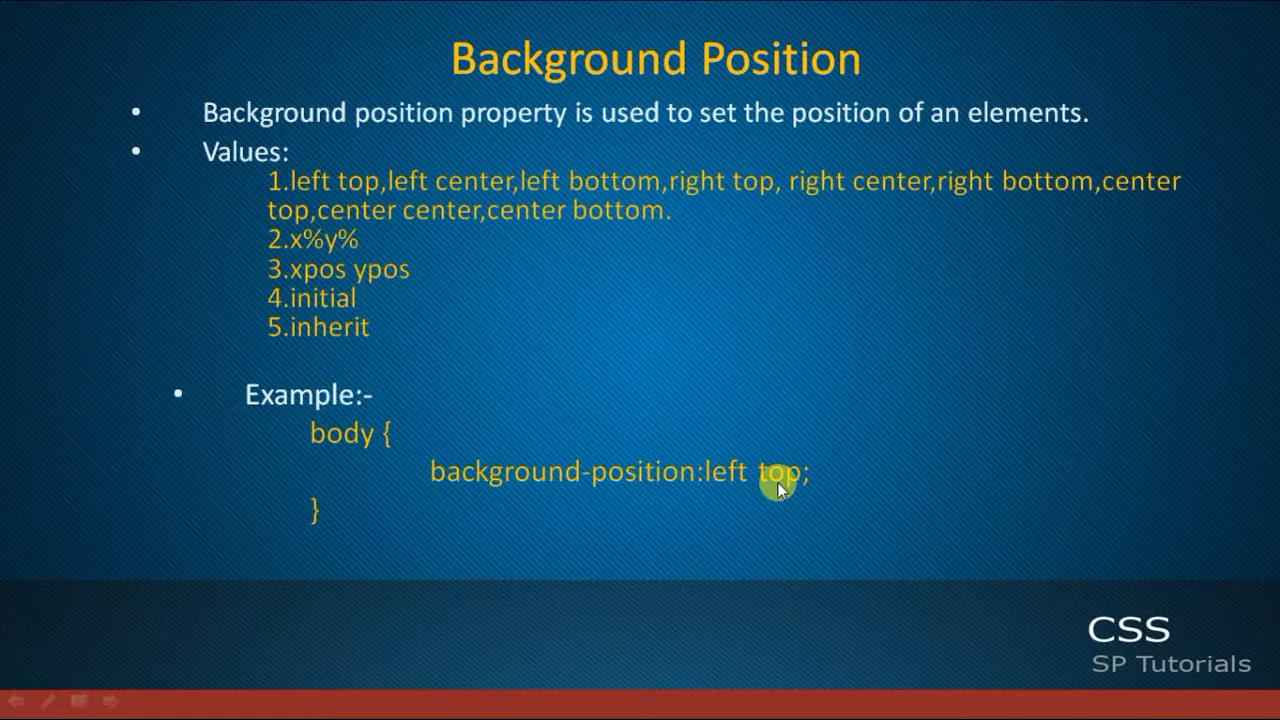 Background Position
• Background position property is used to set the position of an elements.
• Values:
1.left top,left center,left bottom,right top, right center,right bottom,center
top,center center,center bottom.
2.x%y%
3.xpos ypos
4.initial
5.inherit
• Example:-
body {
background-position:left top;
}
CSS
SP Tutorials